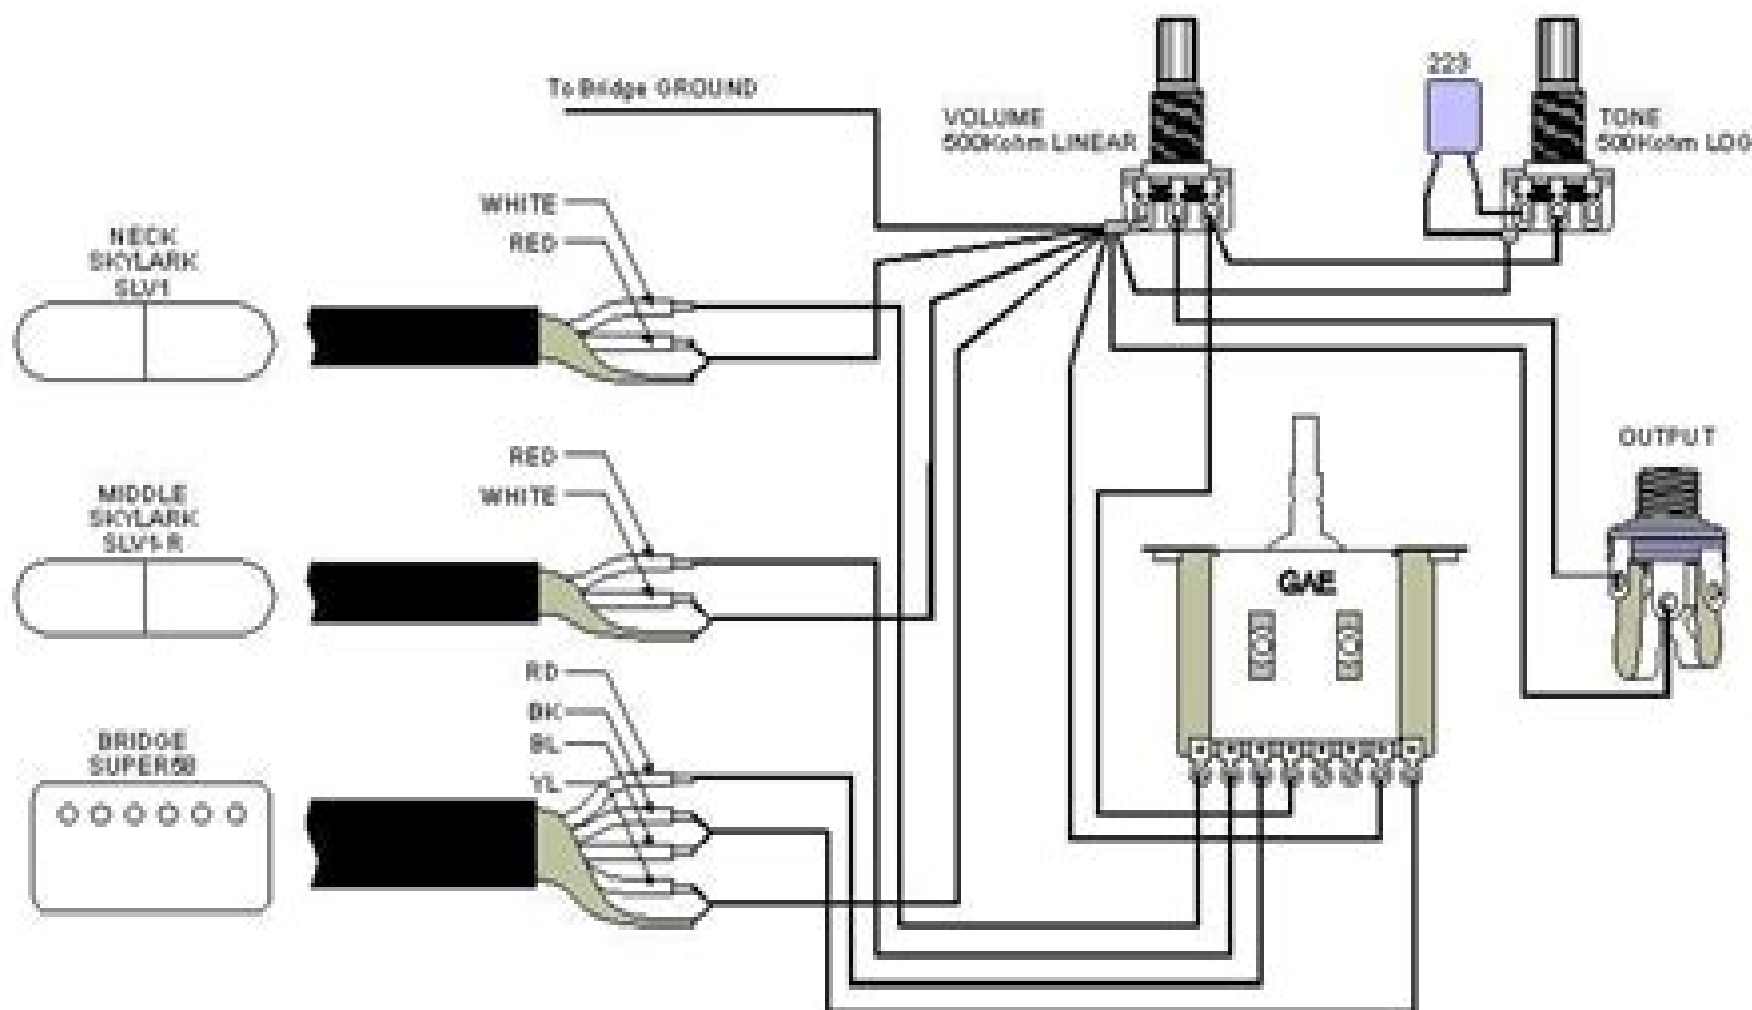 To Bridge GROUND
VOLUME
500Kohm LINEAR
223
TONE
500Kohm LOG
WHITE
RED
NECK
SKYLARK
SLV1
RED
WHITE
MIDDLE
SKYLARK
SLV1-R
OUTPUT
GAE
RD
BK
BL
YL
BRIDGE
SUPER58